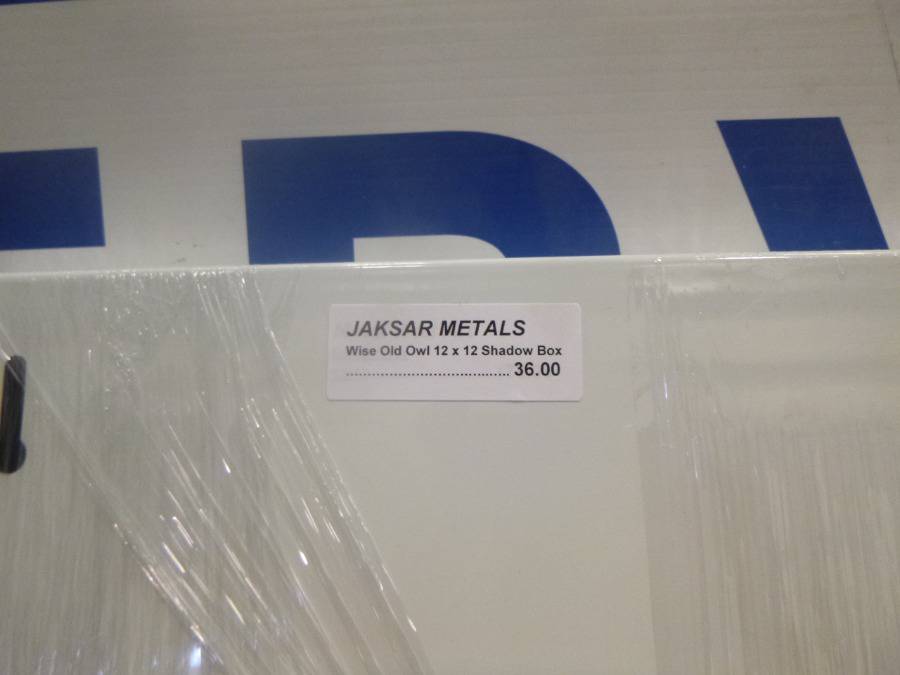 JAKSAR METALS
Wise Old Owl 12 x 12 Shadow Box
................................... 36.00